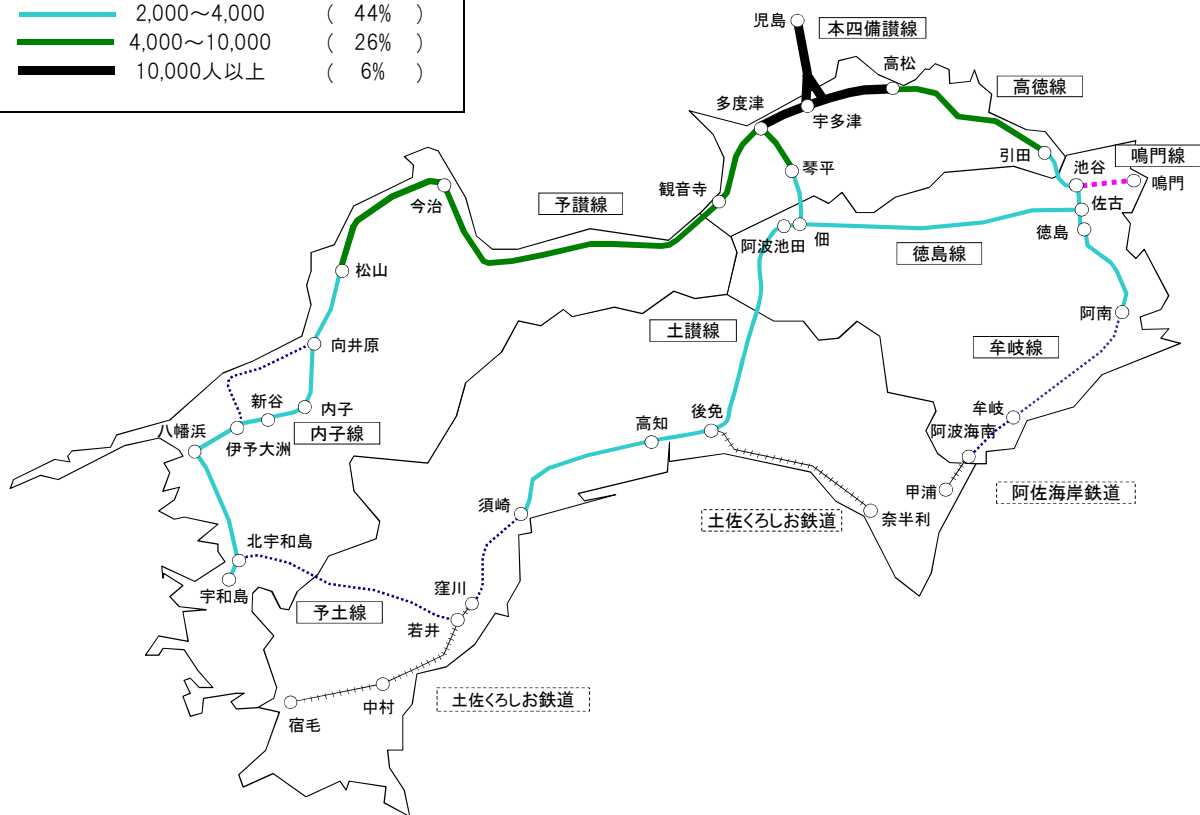 2,000～4,000 ( 44% )
4,000～10,000 ( 26% )
10,000人以上 ( 6% )
児島
本四備讃線
高松
高徳線
多度津
宇多津
引田
池谷
鳴門線
鳴門
琴平
佐古
観音寺
今治
予讃線
徳島
阿波池田
佃
徳島線
松山
阿南
土讃線
向井原
牟岐線
新谷
内子
高知
後免
牟岐
八幡浜
伊予大洲
内子線
阿波海南
甲浦
阿佐海岸鉄道
須崎
土佐くろしお鉄道
奈半利
北宇和島
宇和島
窪川
予土線
若井
中村
土佐くろしお鉄道
宿毛